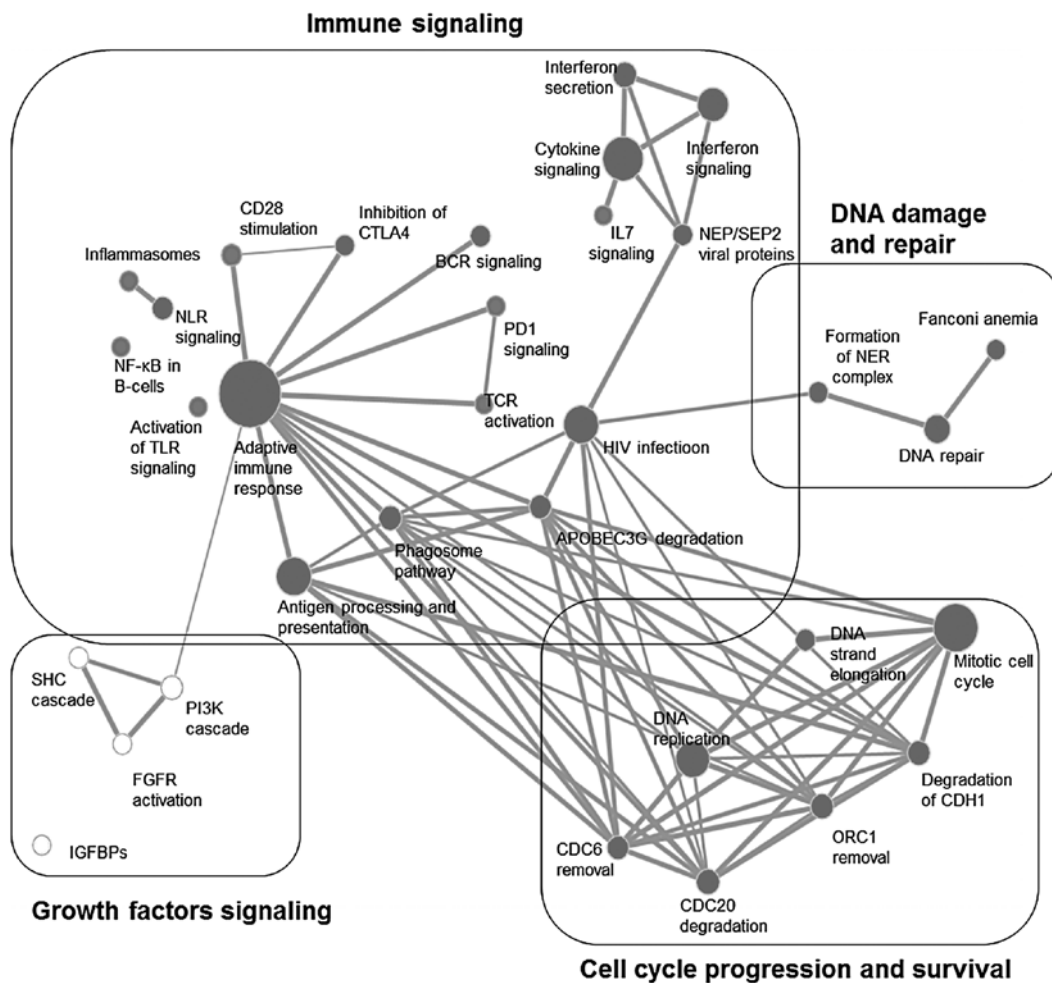 Immune signaling
Interferon
secretion
Cytokine
signaling
Interferon
signaling
IL7
signaling
NEP/SEP2
viral proteins
CD28
stimulation
Inhibition of
CTLA4
BCR signaling
Inflammasomes
NLR
signaling
PD1
signaling
NF-κB in
B-cells
TCR
activation
Activation
of TLR
signaling
Adaptive
immune
response
HIV infectioon
APOBEC3G degradation
Phagosome
pathway
Antigen processing and
presentation
DNA damage
and repair
Fanconi anemia
Formation
of NER
complex
DNA repair
SHC
cascade
PI3K
cascade
FGFR
activation
IGFBPs
Growth factors signaling
DNA
strand
elongation
Mitotic cell
cycle
DNA
replication
Degradation
of CDH1
ORC1
removal
CDC6
removal
CDC20
degradation
Cell cycle progression and survival